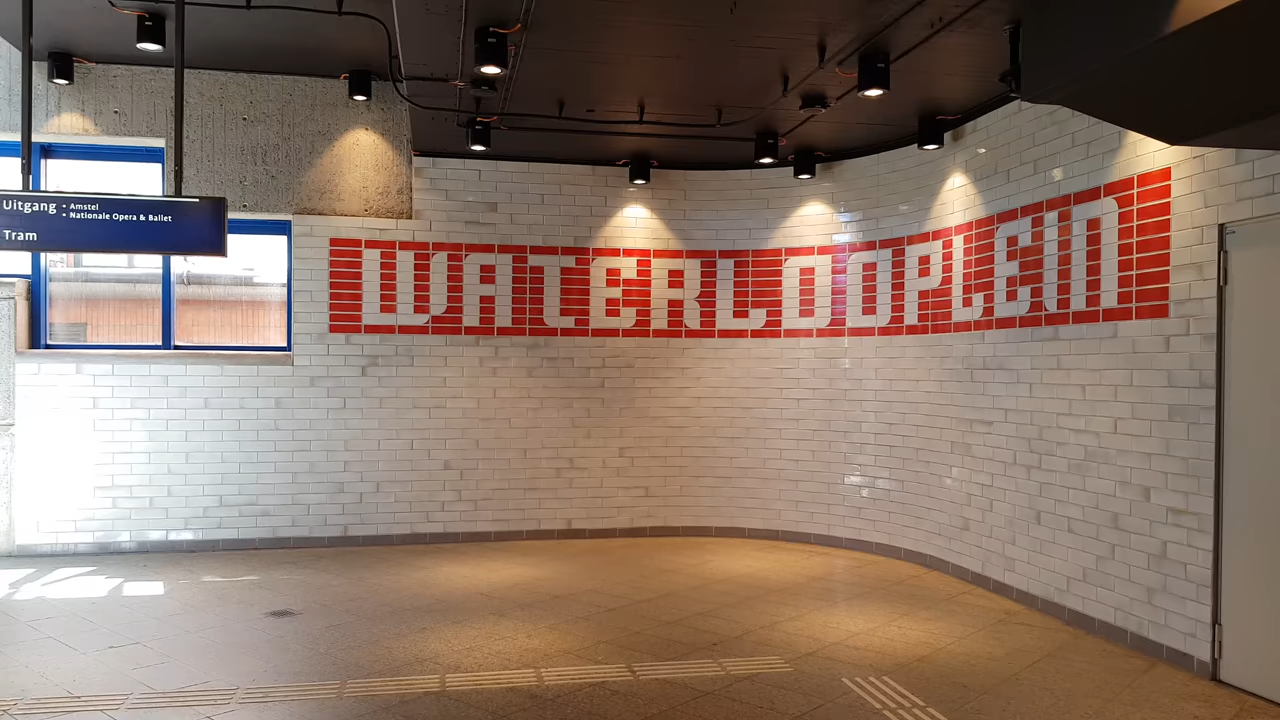 Uitgang • Amstel
• Nationale Opera & Ballet
Tram
WATERLOOPLEIN